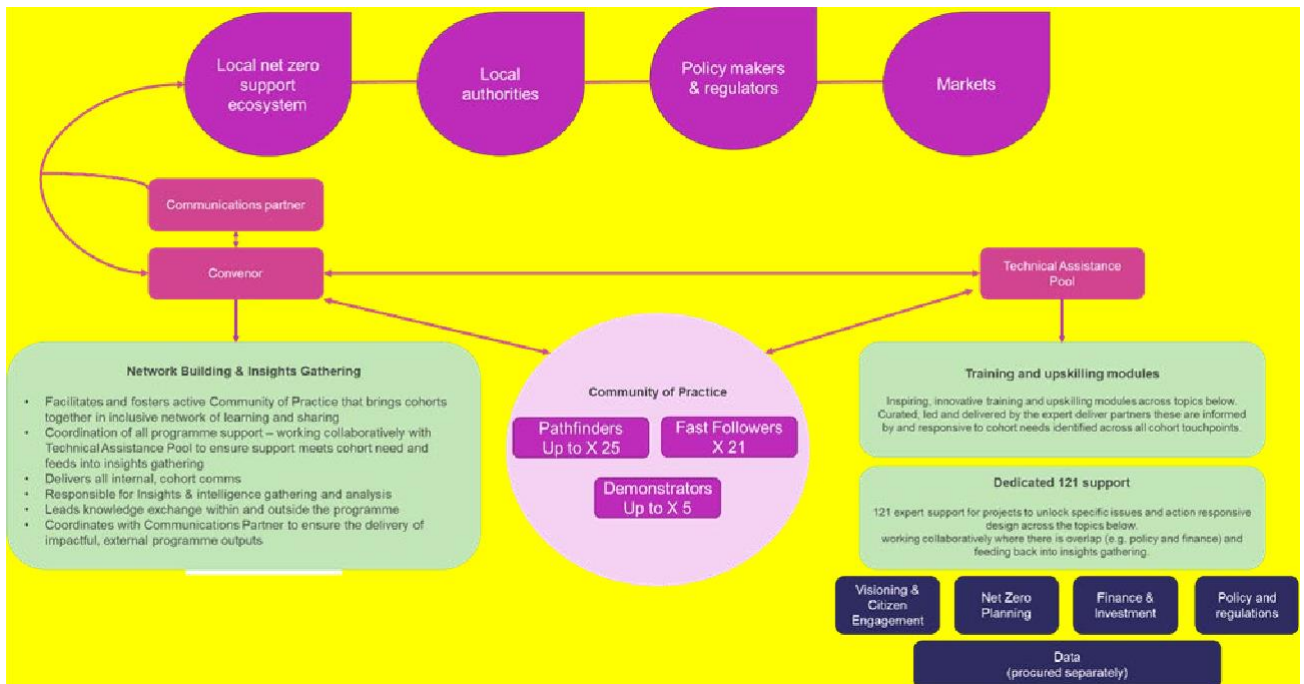 Local net zero
support
ecosystem
Local
authorities
Policy makers
& regulators
Markets
Communications partner
Convenor
Technical Assistance
Pool
Network Building & Insights Gathering
• Facilitates and fosters active Community of Practice that brings cohorts
together in inclusive network of learning and sharing
• Coordination of all programme support – working collaboratively with
Technical Assistance Pool to ensure support meets cohort need and
feeds into insights gathering
• Delivers all internal, cohort comms
• Responsible for Insights & intelligence gathering and analysis
• Leads knowledge exchange within and outside the programme
• Coordinates with Communications Partner to ensure the delivery of
impactful, external programme outputs
Community of Practice
Pathfinders
Up to X 25
Fast Followers
X 21
Demonstrators
Up to X 5
Training and upskilling modules
Inspiring, innovative training and upskilling modules across topics below.
Curated, led and delivered by the expert deliver partners these are informed
by and responsive to cohort needs identified across all cohort touchpoints.
Dedicated 121 support
121 expert support for projects to unlock specific issues and action responsive
design across the topics below.
working collaboratively where there is overlap (e.g. policy and finance) and
feeding back into insights gathering.
Visioning &
Citizen
Engagement
Net Zero
Planning
Finance &
Investment
Policy and
regulations
Data
(procured separately)